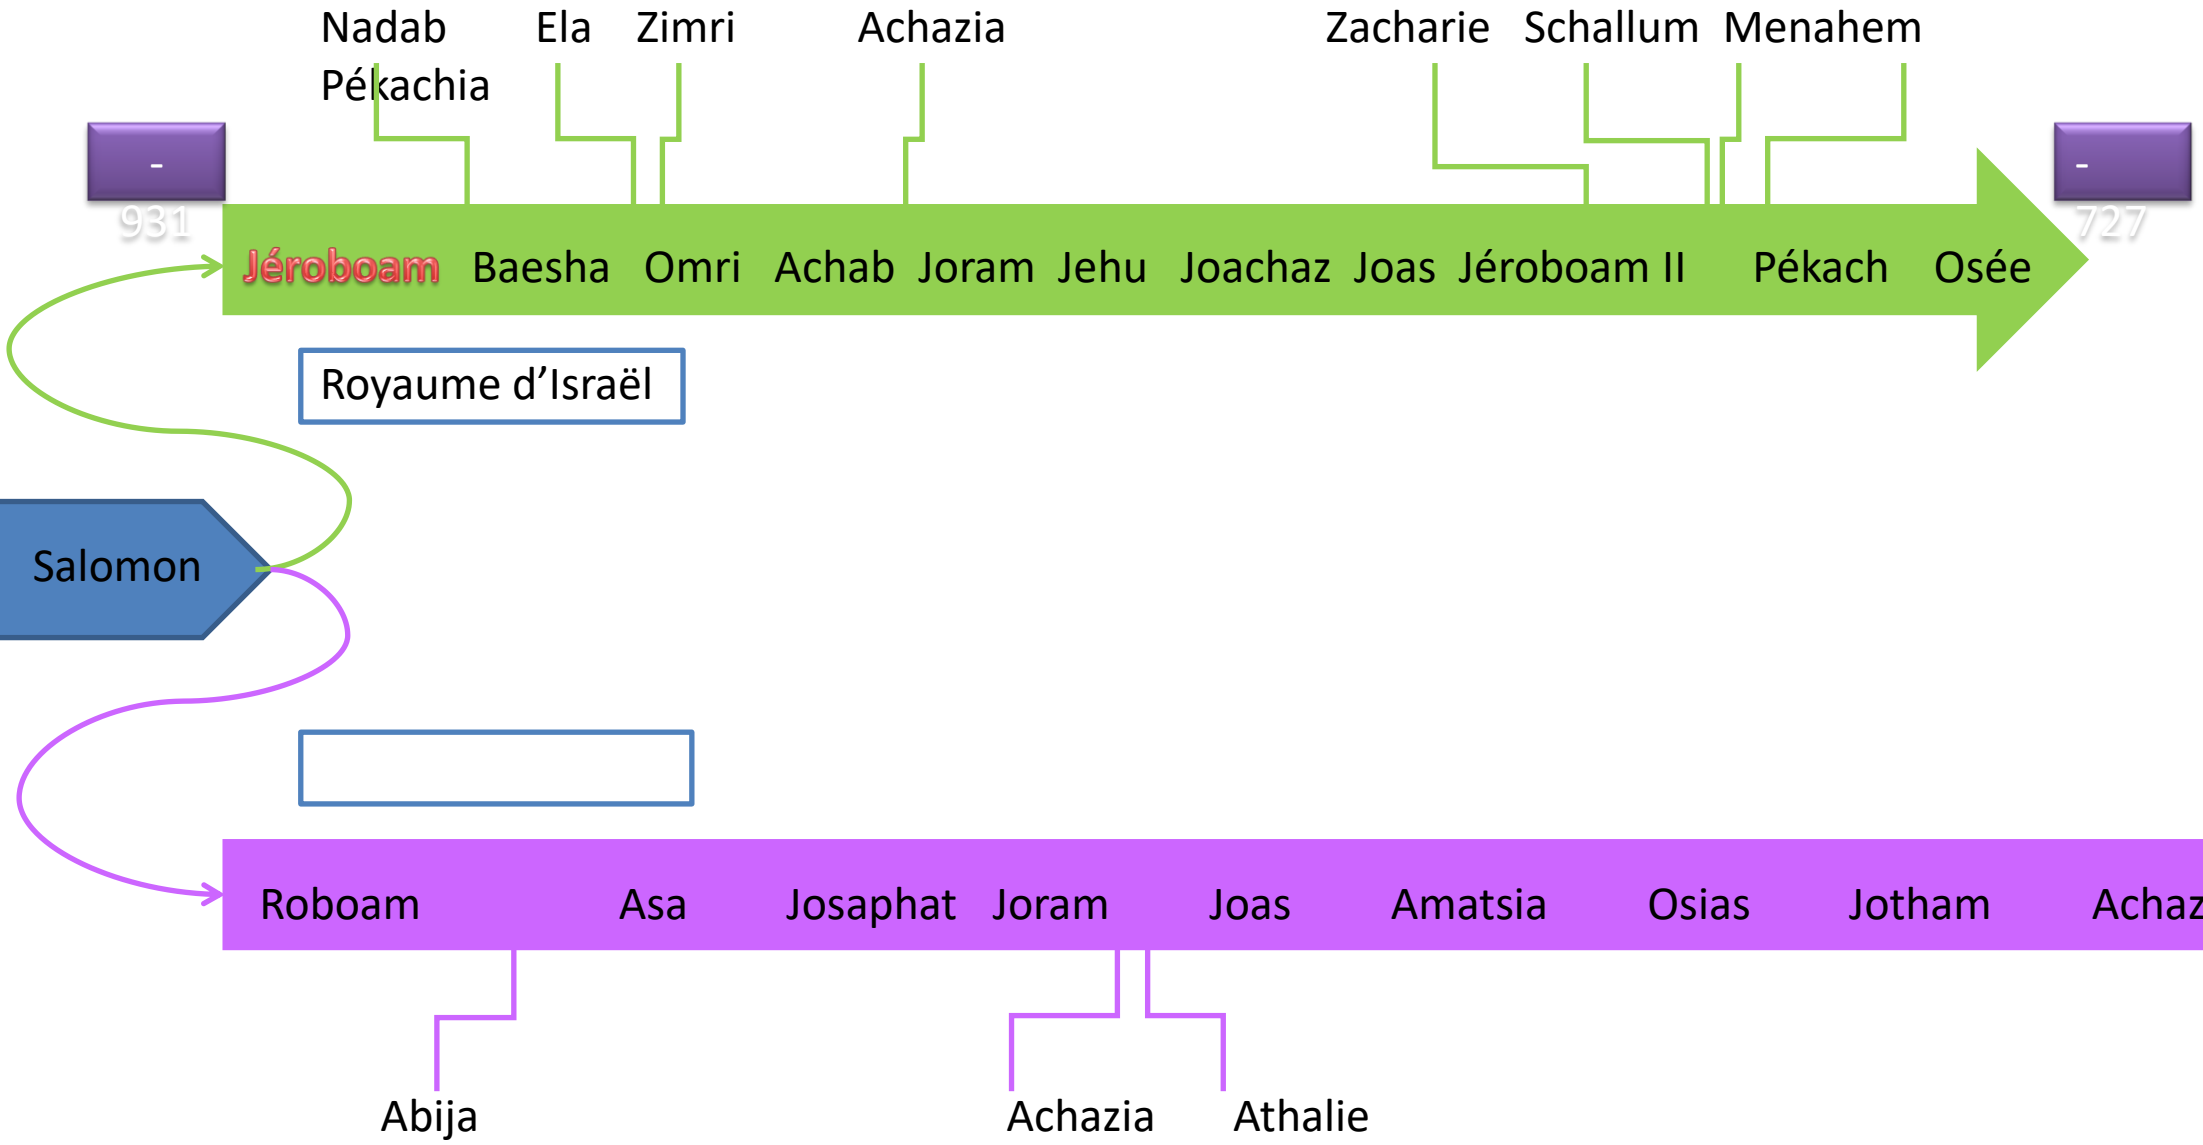 Nadab Ela Zimri Achazia Zacharie Schallum Menahem
Pékachia
-
931
-
727
Jéroboam Baesha Omri Achab Joram Jehu Joachaz Joas Jéroboam II Pékach Osée
Royaume d’Israël
Salomon
Roboam Asa Josaphat Joram Joas Amatsia Osias Jotham Achaz
Abija Achazia Athalie